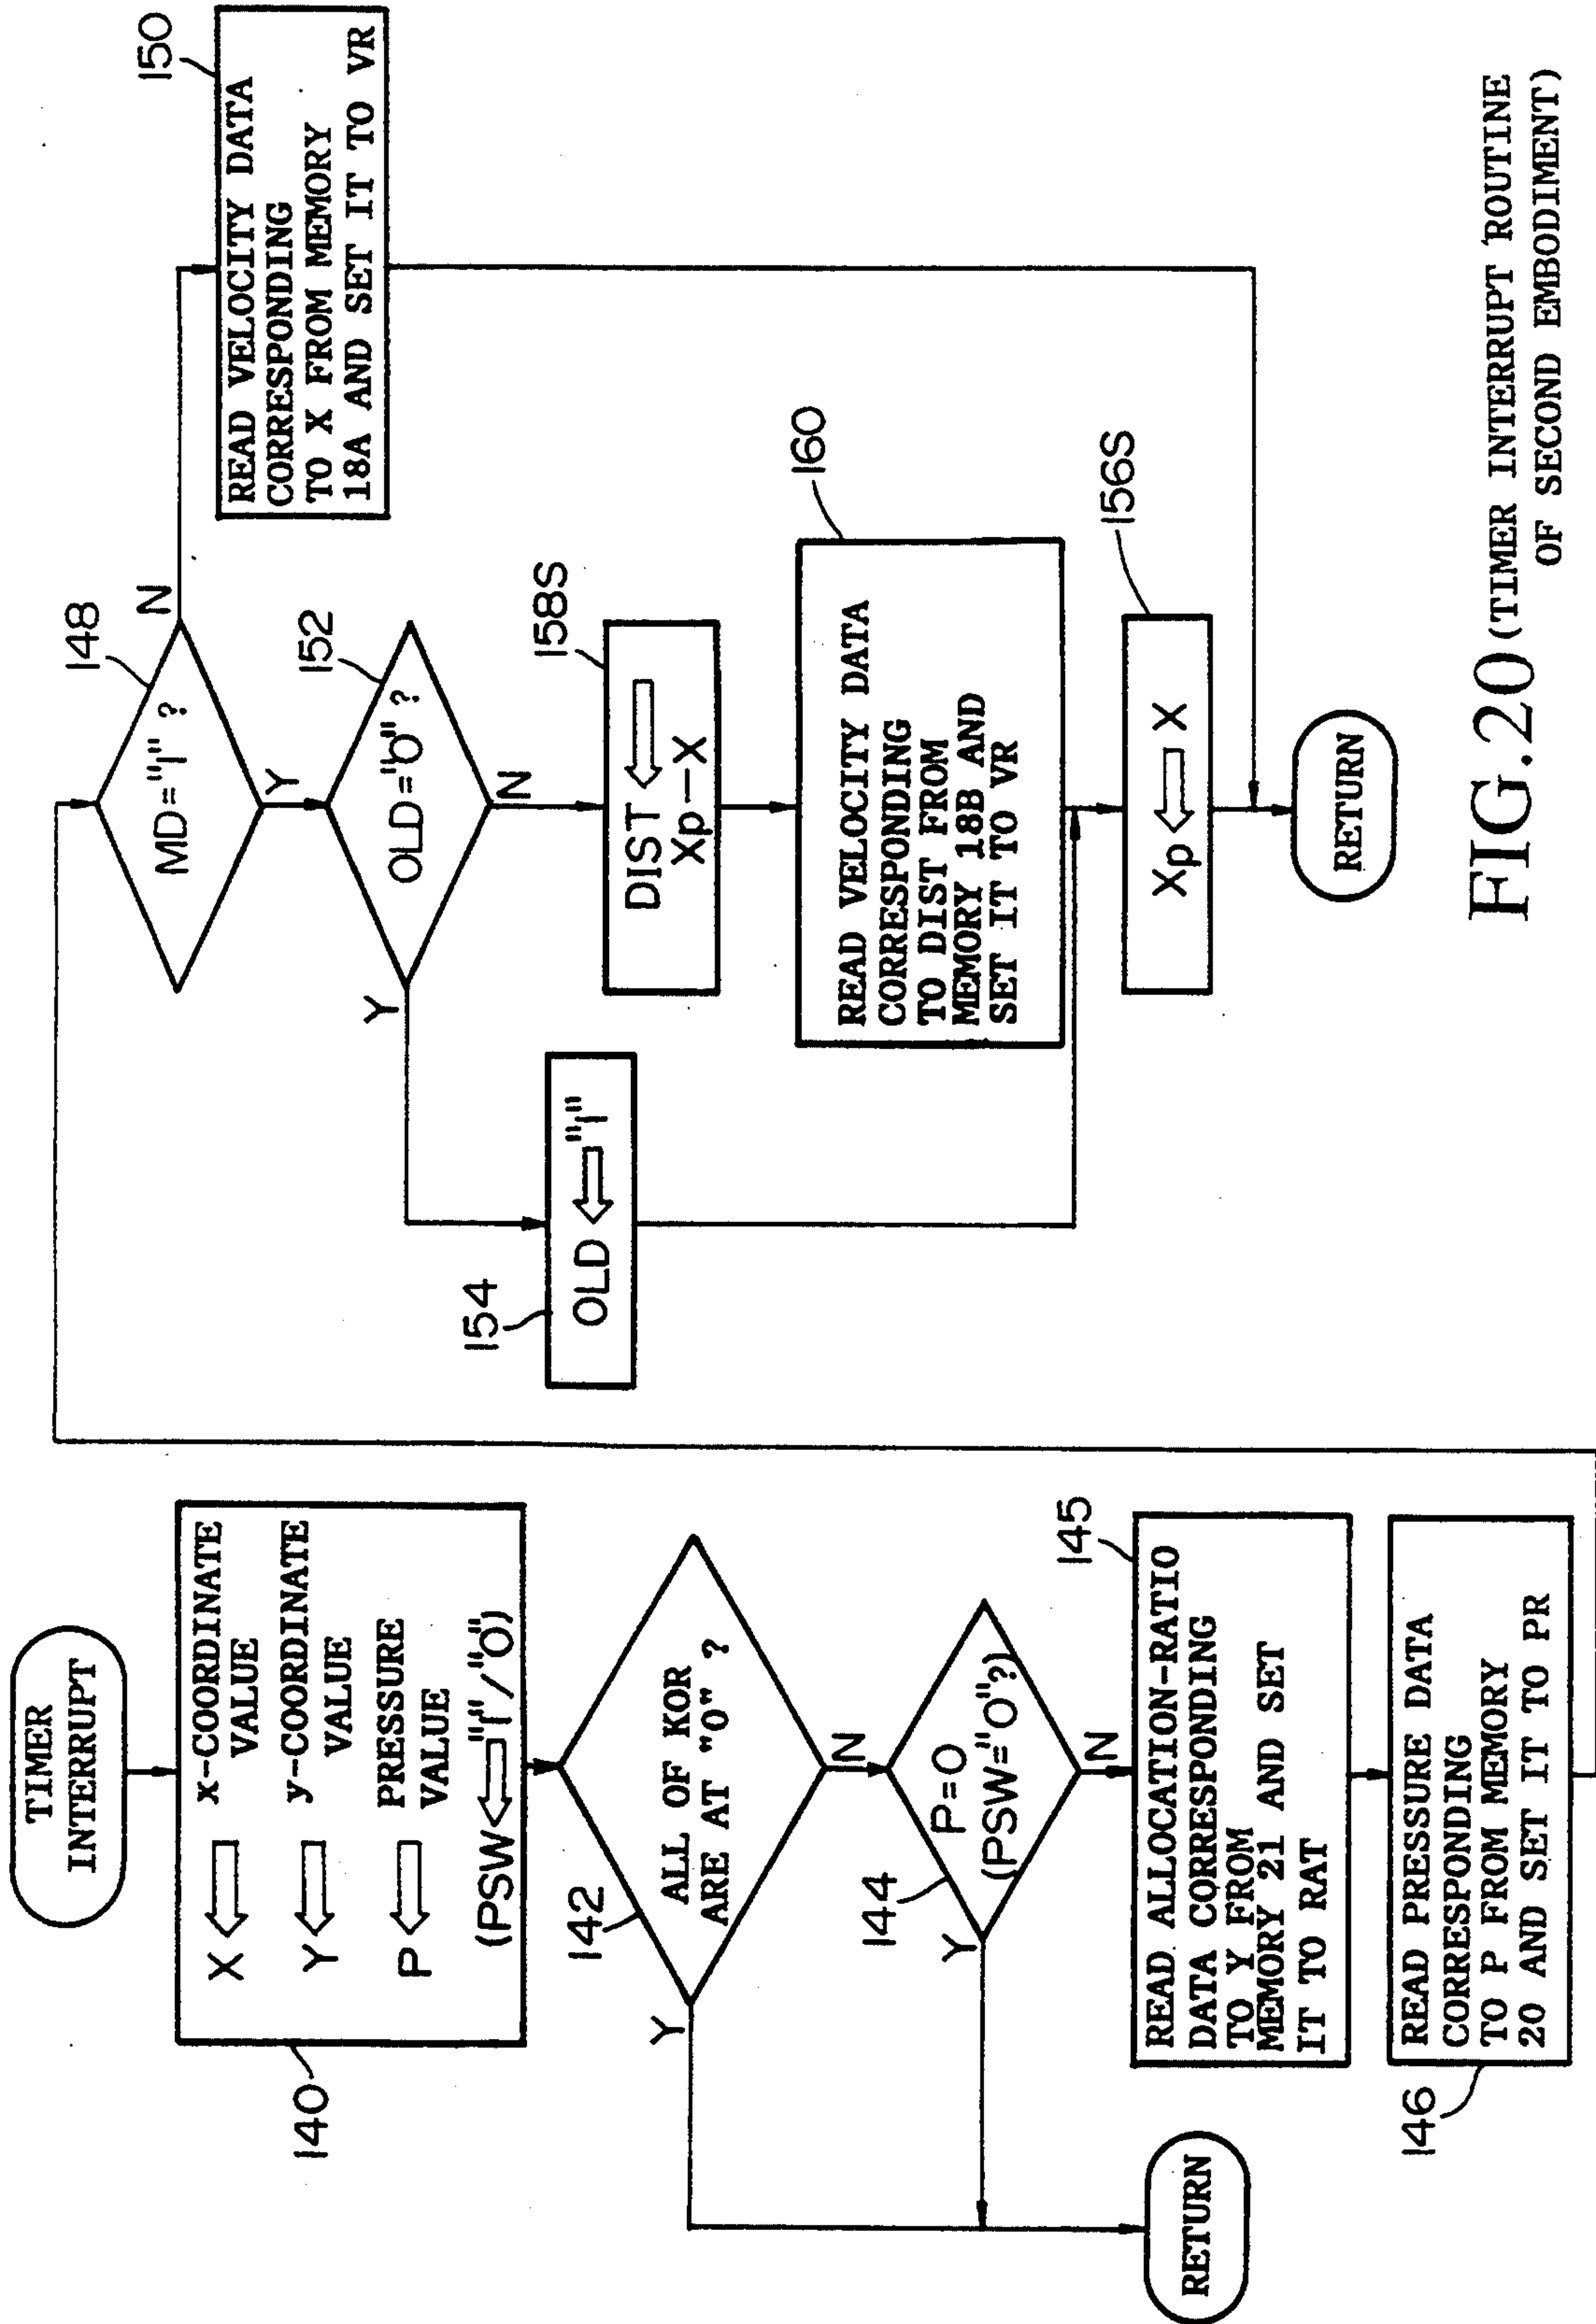 TIMER
INTERRUPT
140
X ⇐ x-COORDINATE
VALUE
Y ⇐ y-COORDINATE
VALUE
P ⇐ PRESSURE
VALUE
(PSW⇐"1"/"0")
142
ALL OF KOR
ARE AT "0" ?
Y
N
144
P=0
(PSW="0"?)
Y
N
145
READ ALLOCATION-RATIO
DATA CORRESPONDING
TO Y FROM
MEMORY 21 AND SET
IT TO RAT
146
READ PRESSURE DATA
CORRESPONDING
TO P FROM MEMORY
20 AND SET IT TO PR
RETURN
148
MD="1" ?
N
Y
150
READ VELOCITY DATA
CORRESPONDING
TO X FROM MEMORY
18A AND SET IT TO VR
152
OLD="0" ?
Y
N
154
OLD ⇐ "1"
158S
DIST ⇐
Xp−X
160
READ VELOCITY DATA
CORRESPONDING
TO DIST FROM
MEMORY 18B AND
SET IT TO VR
156S
Xp ⇐ X
RETURN
FIG.20 (TIMER INTERRUPT ROUTINE
OF SECOND EMBODIMENT)